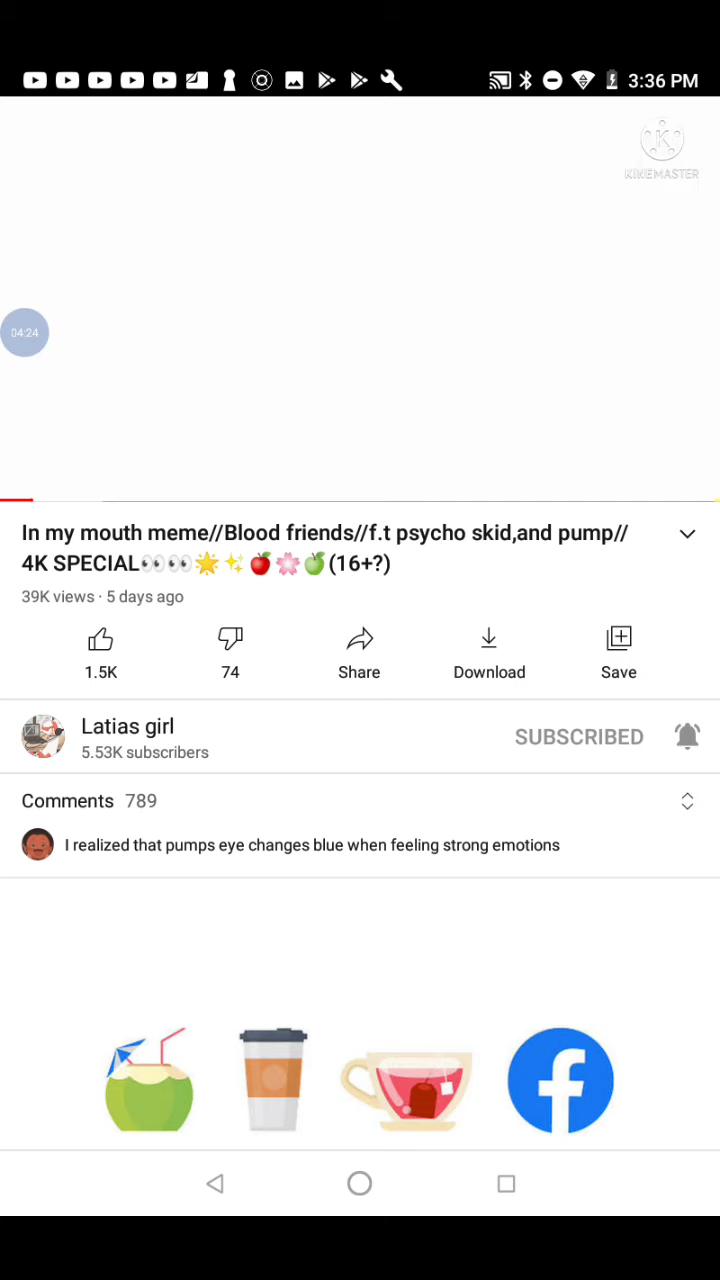 3:36 PM
KINEMASTER
04:24
In my mouth meme//Blood friends//f.t psycho skid,and pump//
4K SPECIAL👀👀🌟✨🍎🌸🍏(16+?)
39K views · 5 days ago
1.5K
74
Share
Download
Save
Latias girl
5.53K subscribers
SUBSCRIBED
Comments 789
I realized that pumps eye changes blue when feeling strong emotions